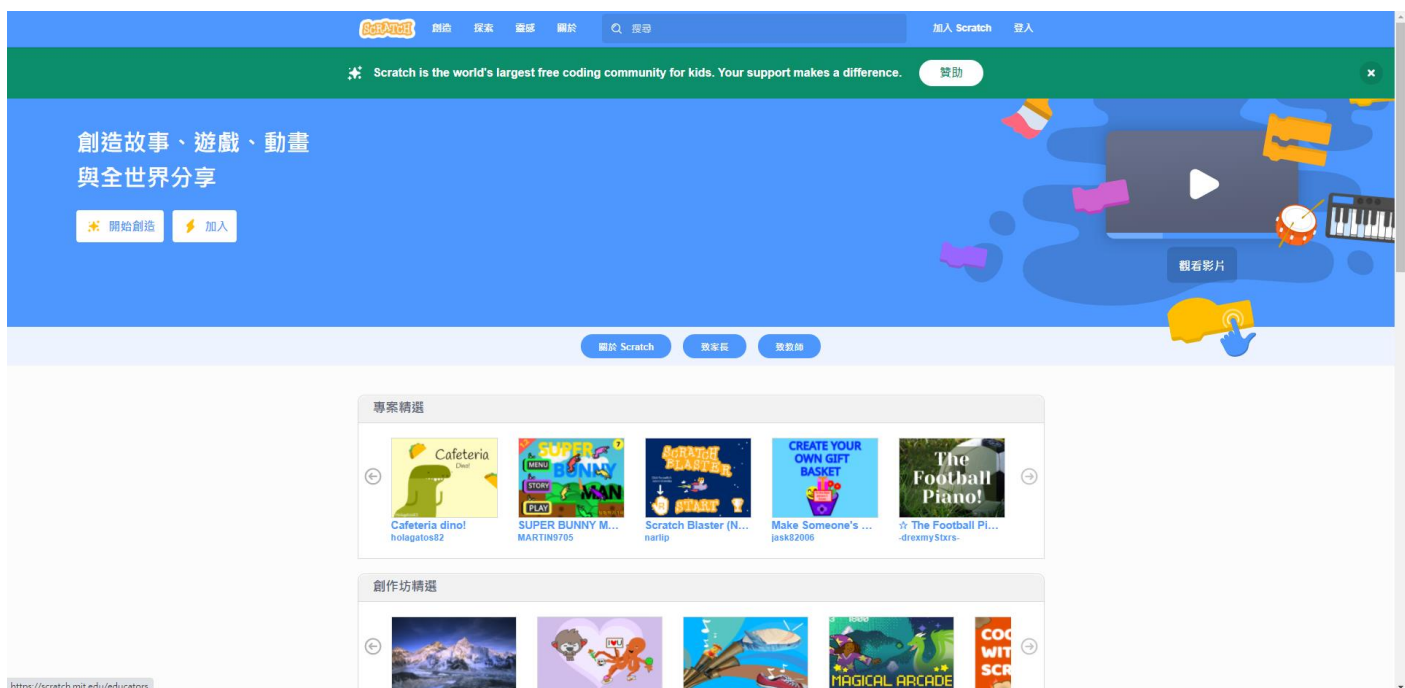 SCRATCH 創造 探索 靈感 關於 搜尋 加入 Scratch 登入
Scratch is the world's largest free coding community for kids. Your support makes a difference. 贊助
創造故事、遊戲、動畫
與全世界分享
開始創造 加入
觀看影片
關於 Scratch 致家長 致教師
專案精選
Cafeteria
SUPER BUNNY MAN
MENU
STORY
PLAY
SCRATCH BLASTER
START
CREATE YOUR
OWN GIFT
BASKET
The
Football
Piano!
Cafeteria dino! SUPER BUNNY M... Scratch Blaster (N... Make Someone's ... ☆ The Football Pi...
holagatos82 MARTIN9705 narlip jask82006 -drexmyStxrs-
創作坊精選
I♥U
MAGICAL ARCADE
COO
WIT
SCR
https://scratch.mit.edu/educators